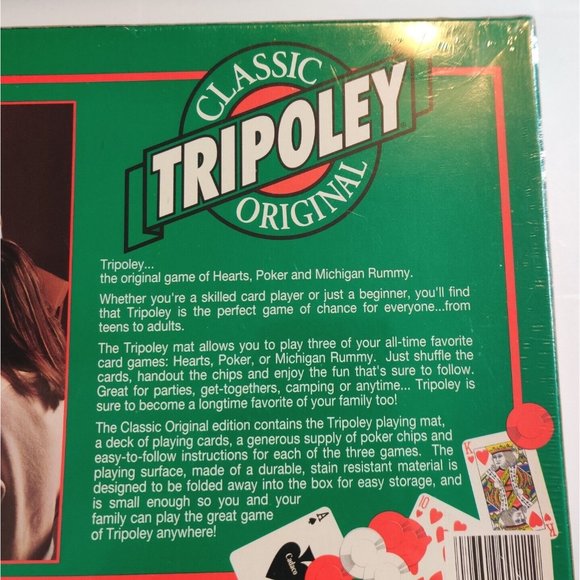 CLASSIC
TRIPOLEY
ORIGINAL
Tripoley...
the original game of Hearts, Poker and Michigan Rummy.
Whether you're a skilled card player or just a beginner, you'll find
that Tripoley is the perfect game of chance for everyone...from
teens to adults.
The Tripoley mat allows you to play three of your all-time favorite
card games: Hearts, Poker, or Michigan Rummy. Just shuffle the
cards, handout the chips and enjoy the fun that's sure to follow.
Great for parties, get-togethers, camping or anytime... Tripoley is
sure to become a longtime favorite of your family too!
The Classic Original edition contains the Tripoley playing mat,
a deck of playing cards, a generous supply of poker chips and
easy-to-follow instructions for each of the three games. The
playing surface, made of a durable, stain resistant material is
designed to be folded away into the box for easy storage, and
is small enough so you and your
family can play the great game
of Tripoley anywhere!
K
10
A
Cadaco